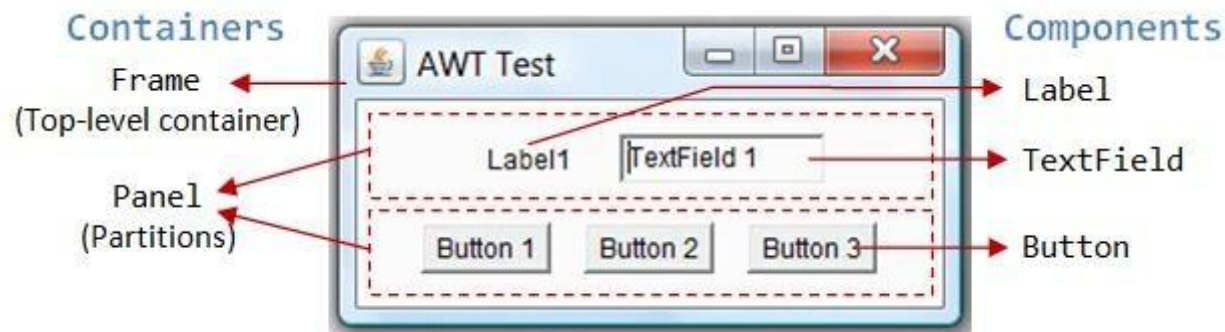 Containers
Components
AWT Test
Frame
(Top-level container)
Label
Label1
TextField 1
TextField
Panel
(Partitions)
Button 1
Button 2
Button 3
Button